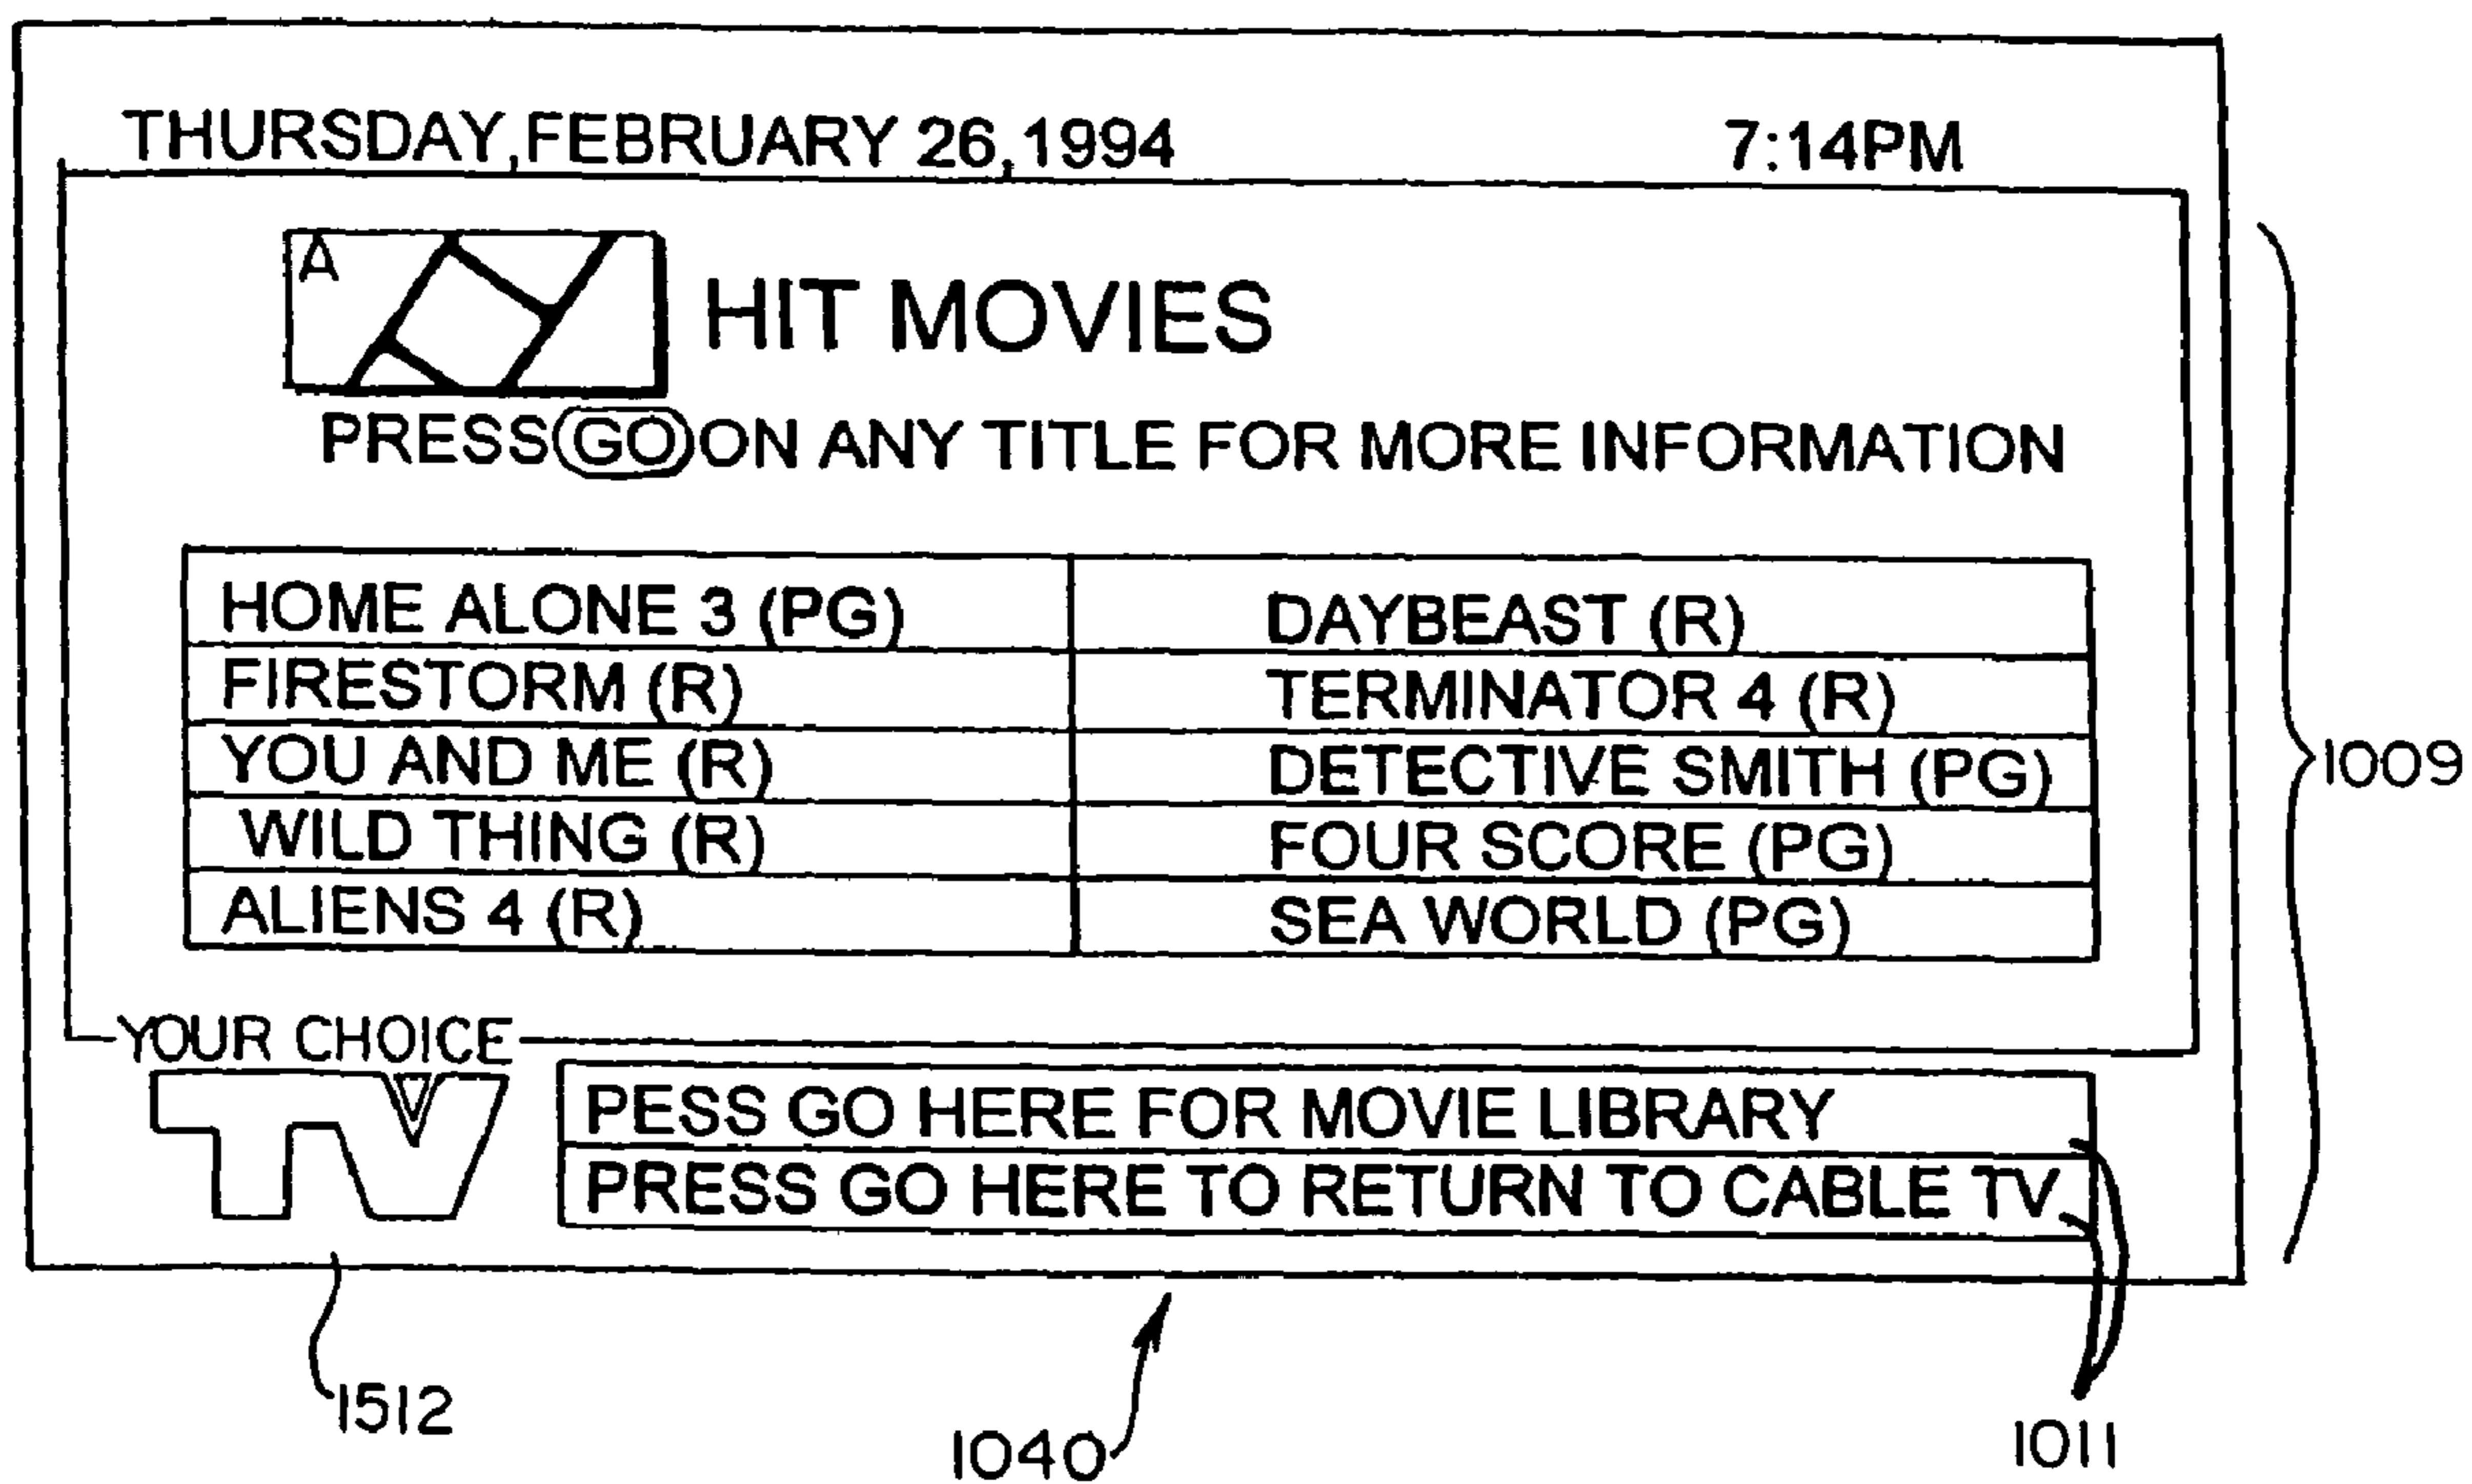 THURSDAY, FEBRUARY 26, 1994 7:14PM
A
HIT MOVIES
PRESS GO ON ANY TITLE FOR MORE INFORMATION
HOME ALONE 3 (PG) DAYBEAST (R)
FIRESTORM (R) TERMINATOR 4 (R)
YOU AND ME (R) DETECTIVE SMITH (PG)
WILD THING (R) FOUR SCORE (PG)
ALIENS 4 (R) SEA WORLD (PG)
1009
YOUR CHOICE
TV
PESS GO HERE FOR MOVIE LIBRARY
PRESS GO HERE TO RETURN TO CABLE TV
1512
1040
1011